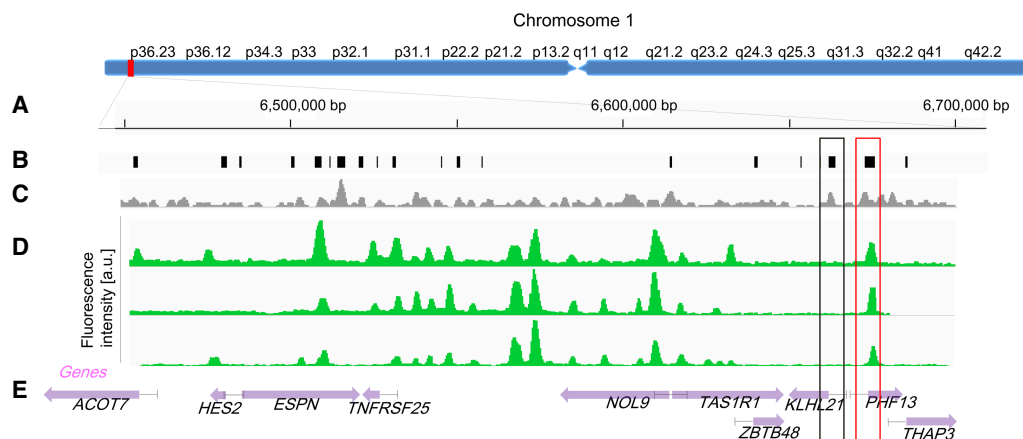 Chromosome 1
p36.23 p36.12 p34.3 p33 p32.1 p31.1 p22.2 p21.2 p13.2 q11 q12 q21.2 q23.2 q24.3 q25.3 q31.3 q32.2 q41 q42.2
A 6,500,000 bp 6,600,000 bp 6,700,000 bp
B
C
D
Fluorescence
intensity [a.u.]
Genes
E
ACOT7 HES2 ESPN TNFRSF25 NOL9 TAS1R1 KLHL21 PHF13
ZBTB48 THAP3